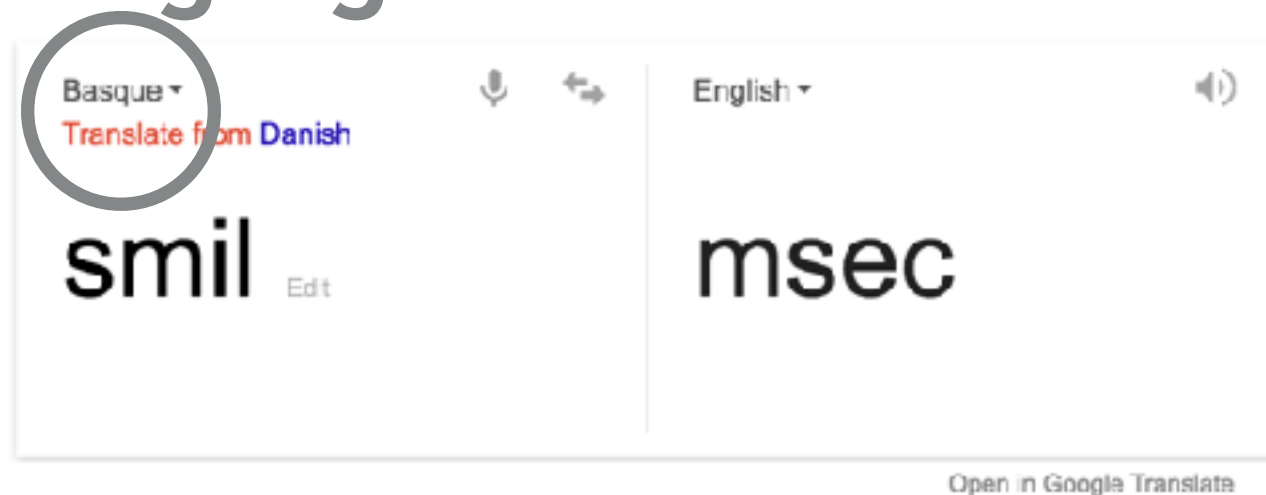 Basque
English
Translate from Danish
smil Edit
msec
Open in Google Translate